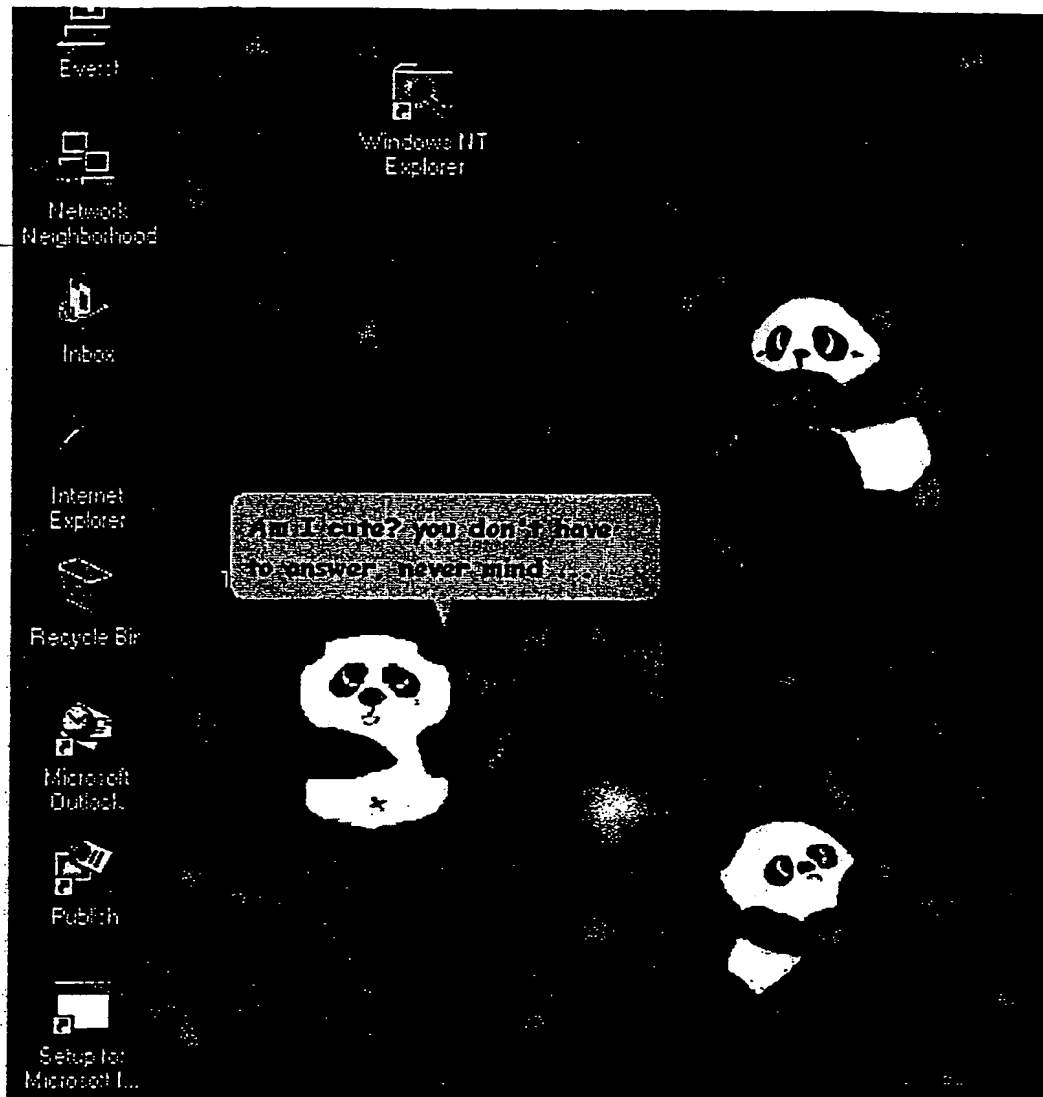 Everst
Windows NT
Explorer
Network
Neighborhood
Inbox
Internet
Explorer
Am I cute? you don't have
to answer, never mind ...
Recycle Bin
Microsoft
Outlook
Publish
Setup for
Microsoft I...